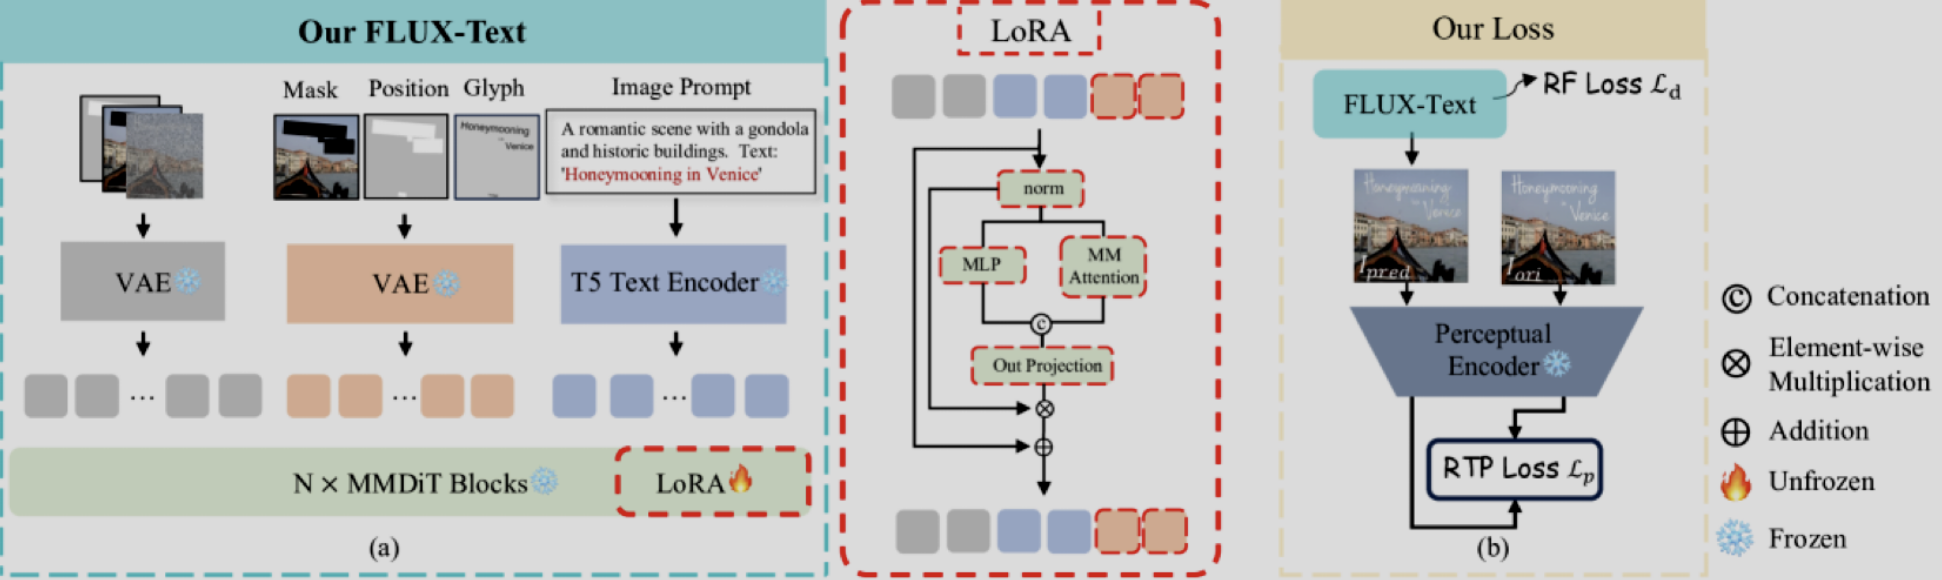 Our FLUX-Text
Mask
Position
Glyph
Image Prompt
Honeymooning
Venice
A romantic scene with a gondola
and historic buildings. Text:
'Honeymooning in Venice'
VAE
VAE
T5 Text Encoder
...
...
...
N × MMDiT Blocks
LoRA
(a)
LoRA
norm
MLP
MM
Attention
C
Out Projection
Our Loss
FLUX-Text
RF Loss ℒd
Honeymooning
Venice
I pred
Honeymooning
Venice
I ori
Perceptual
Encoder
RTP Loss ℒp
(b)
C Concatenation
Element-wise
Multiplication
Addition
Unfrozen
Frozen